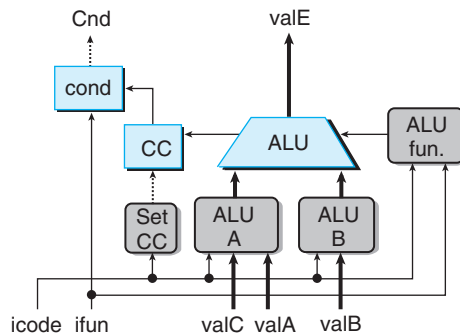 Cnd
valE
cond
CC
ALU
ALU
fun.
Set
CC
ALU
A
ALU
B
icode
ifun
valC
valA
valB